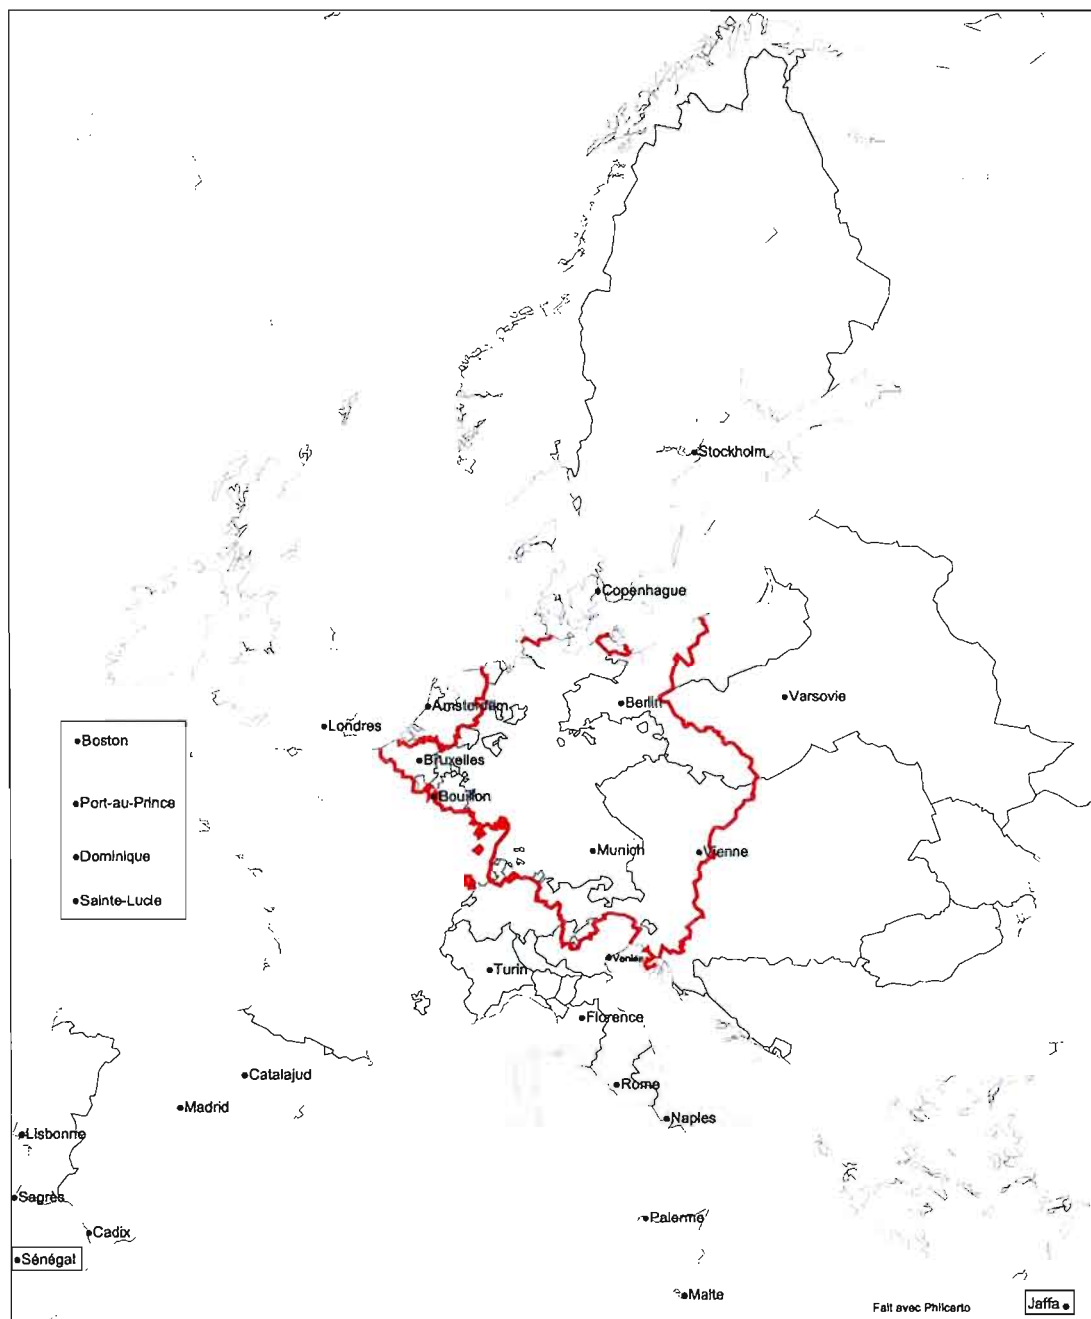 Stockholm
Copenhague
Varsovie
Berlin
Amsterdam
Londres
Boston
Bruxelles
Bouillon
Port-au-Prince
Munich
Vienne
Dominique
Sainte-Lucie
Venise
Turin
Florence
Catalajud
Rome
Madrid
Naples
Lisbonne
Sagrès
Palerme
Cadix
Sénégal
Malte
Jaffa
Fait avec Philcarto